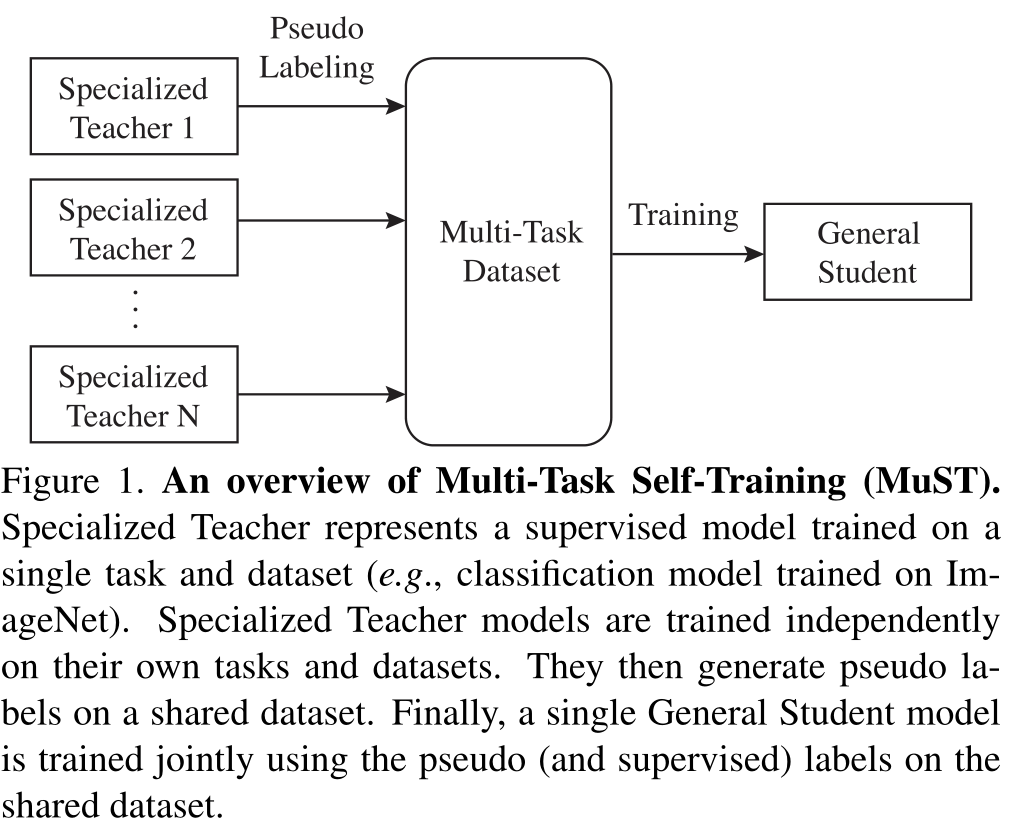 Pseudo
Labeling
Specialized
Teacher 1
Specialized
Teacher 2
Specialized
Teacher N
Multi-Task
Dataset
Training
General
Student
Figure 1. An overview of Multi-Task Self-Training (MuST).
Specialized Teacher represents a supervised model trained on a
single task and dataset (e.g., classification model trained on Im-
ageNet). Specialized Teacher models are trained independently
on their own tasks and datasets. They then generate pseudo la-
bels on a shared dataset. Finally, a single General Student model
is trained jointly using the pseudo (and supervised) labels on the
shared dataset.